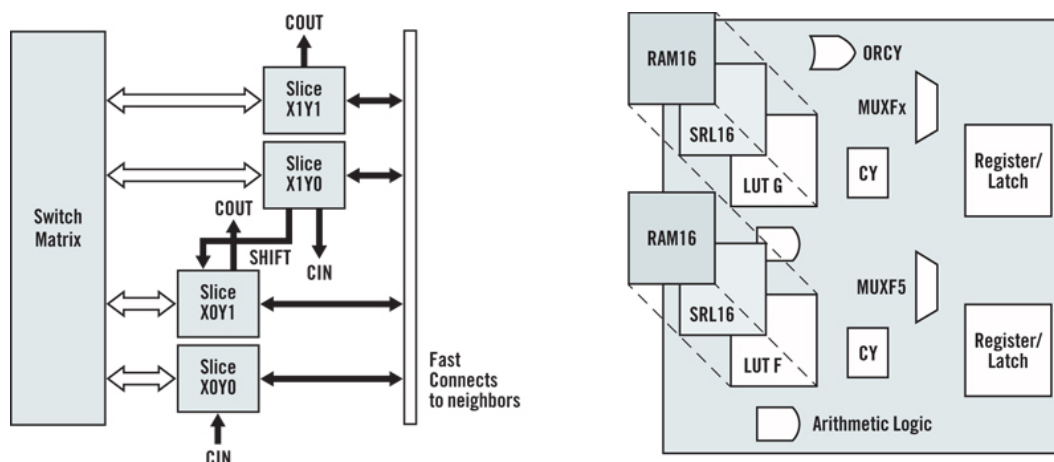 COUT
Slice
X1Y1
Slice
X1Y0
COUT
Switch
Matrix
SHIFT
CIN
Slice
X0Y1
Slice
X0Y0
Fast
Connects
to neighbors
CIN
RAM16
ORCY
MUXFx
SRL16
LUT G
CY
Register/
Latch
RAM16
MUXF5
SRL16
LUT F
CY
Register/
Latch
Arithmetic Logic